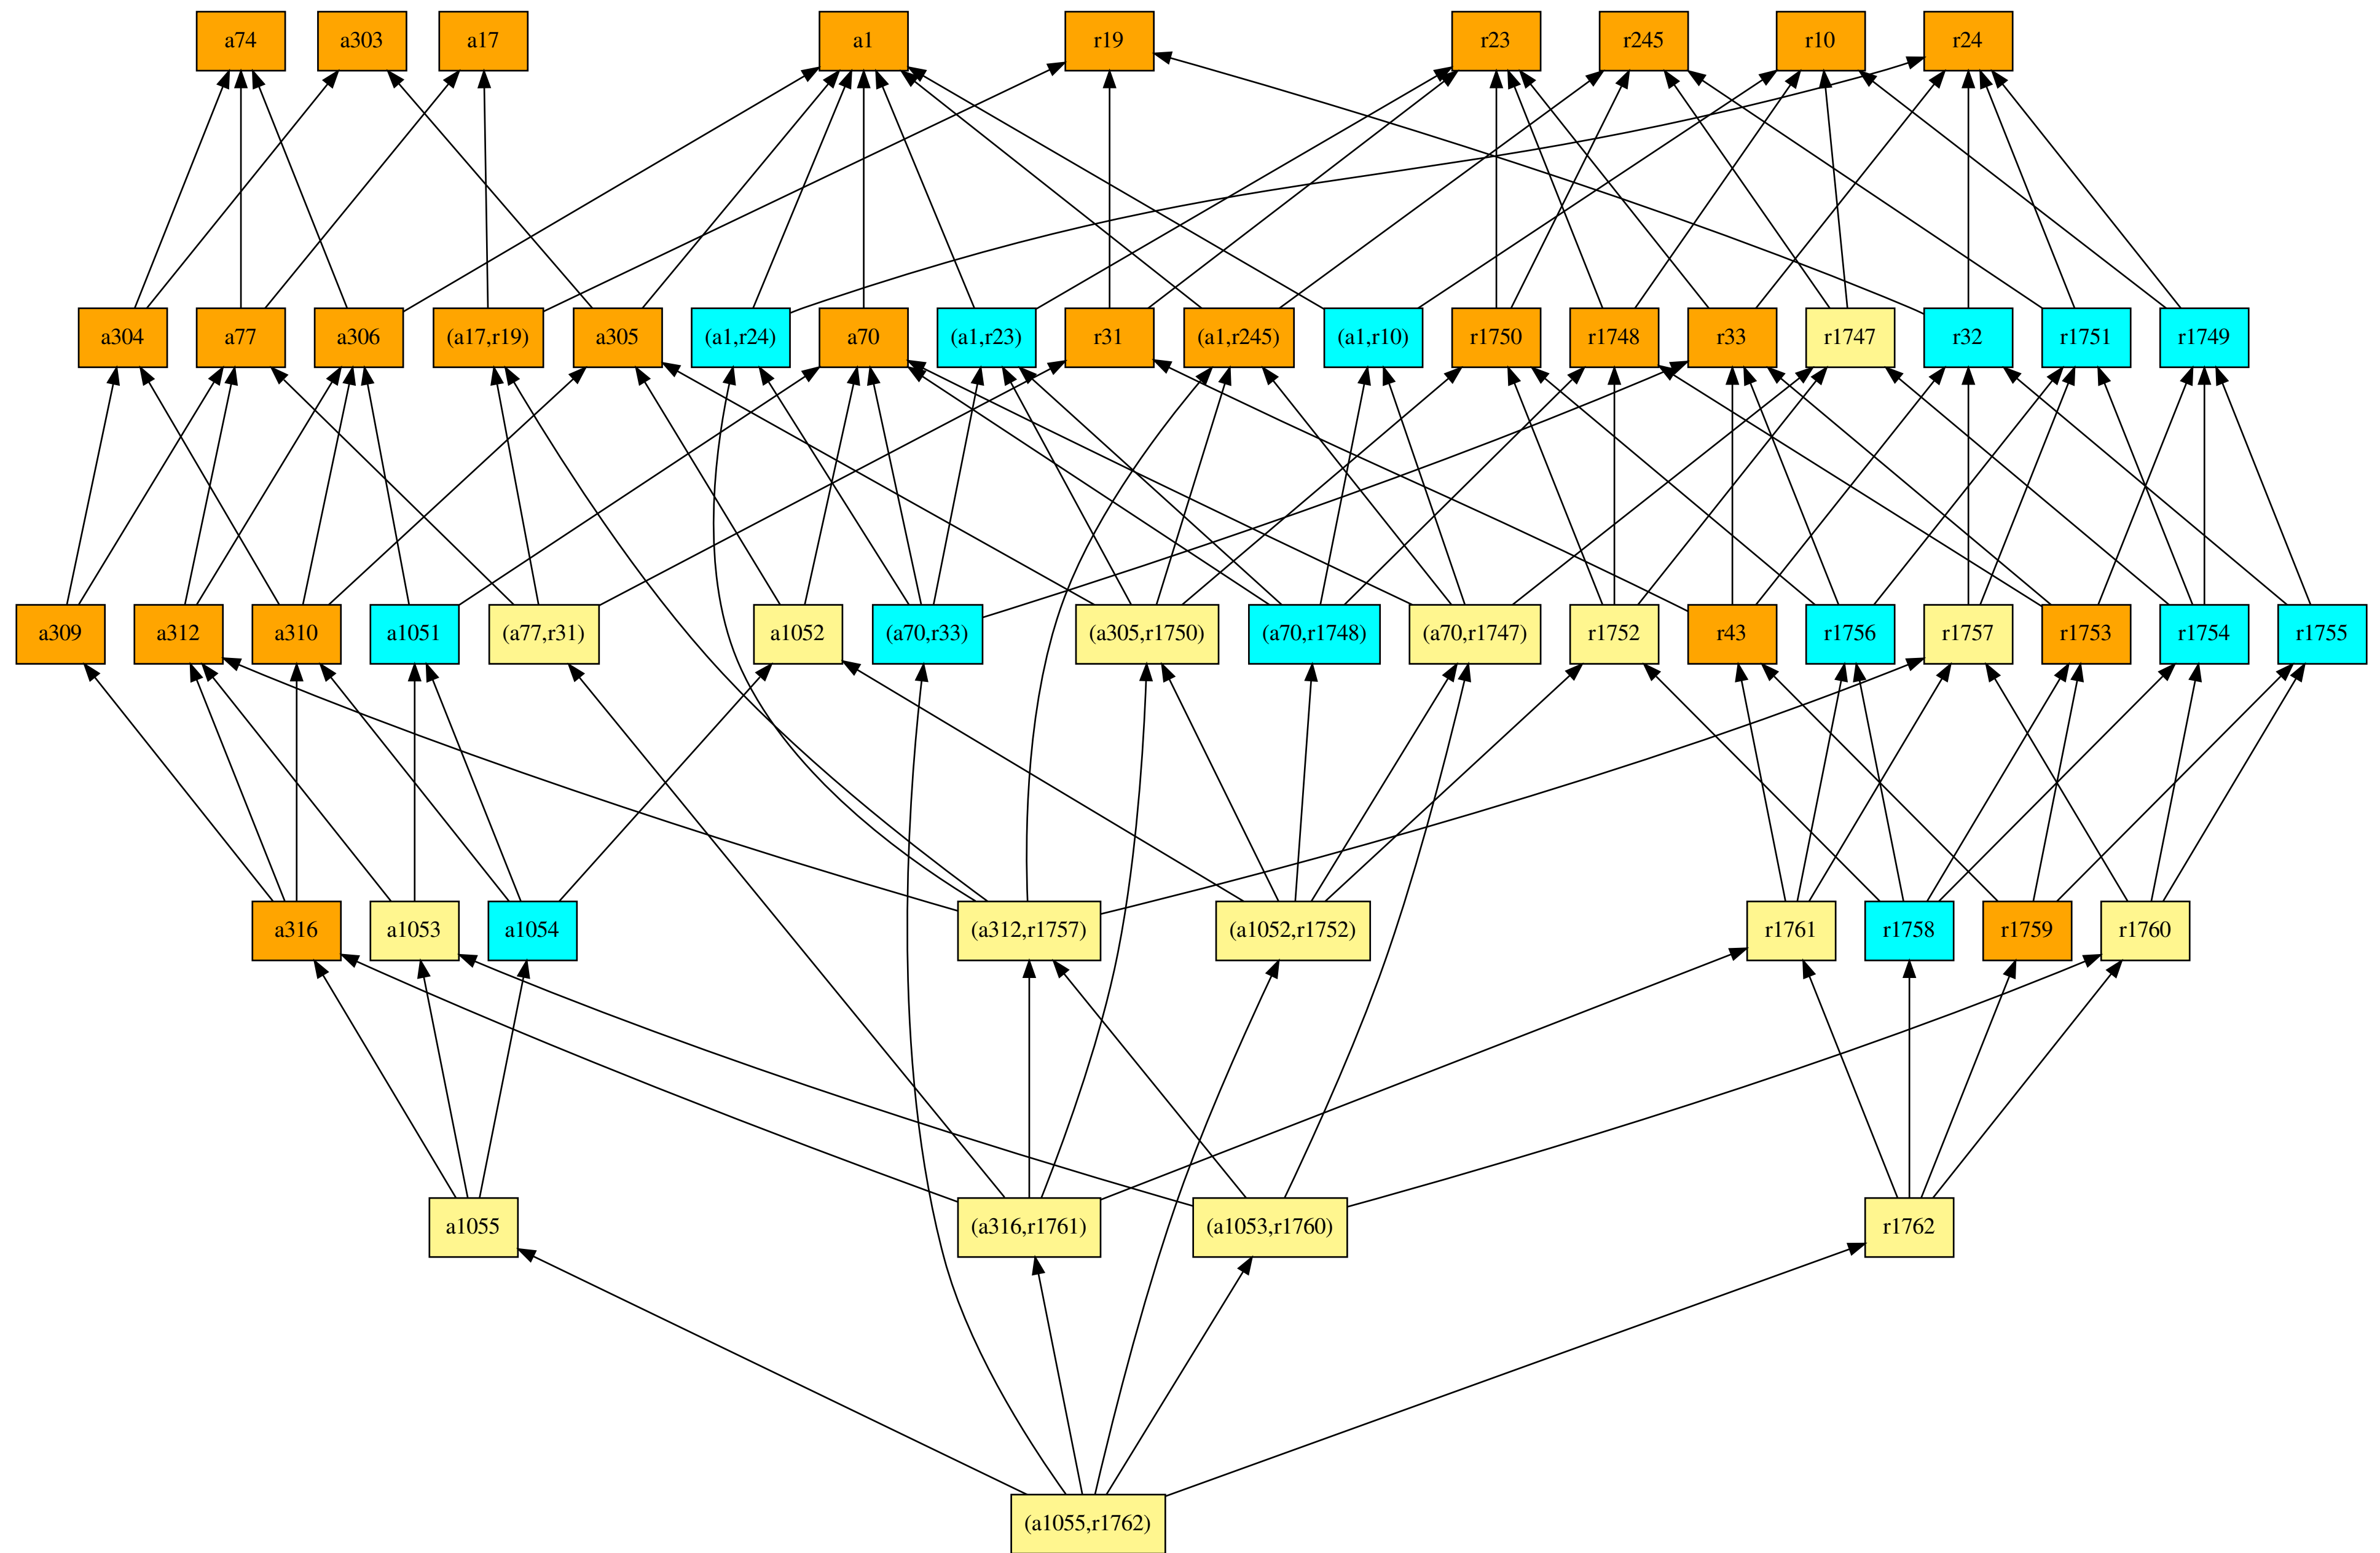 a74 a303 a17 a1 r19 r23 r245 r10 r24
a304 a77 a306 (a17,r19) a305 (a1,r24) a70 (a1,r23) r31 (a1,r245) (a1,r10) r1750 r1748 r33 r1747 r32 r1751 r1749
a309 a312 a310 a1051 (a77,r31) a1052 (a70,r33) (a305,r1750) (a70,r1748) (a70,r1747) r1752 r43 r1756 r1757 r1753 r1754 r1755
a316 a1053 a1054 (a312,r1757) (a1052,r1752) r1761 r1758 r1759 r1760
a1055 (a316,r1761) (a1053,r1760) r1762
(a1055,r1762)